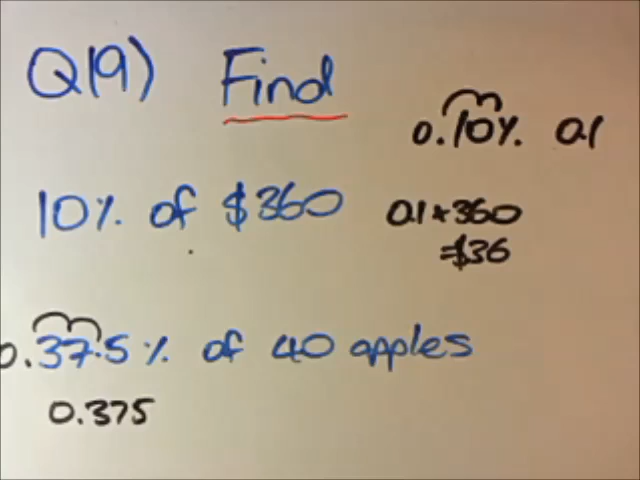 Q19) Find
0.10% 0.1
10% of $360
0.1 * 360
= $36
0.37.5% of 40 apples
0.375